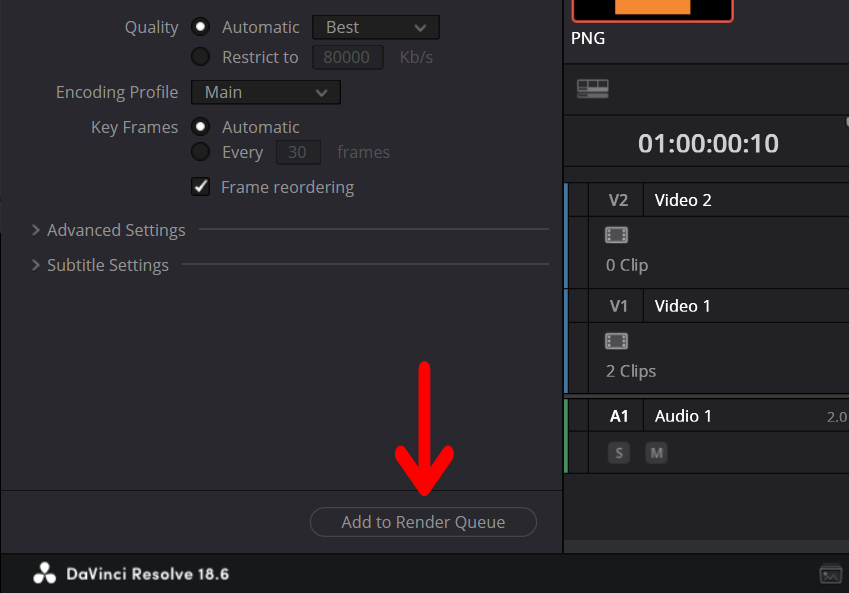 Quality Automatic Best
Restrict to 80000 Kb/s
Encoding Profile Main
Key Frames Automatic
Every 30 frames
Frame reordering
Advanced Settings
Subtitle Settings
Add to Render Queue
PNG
01:00:00:10
V2 Video 2
0 Clip
V1 Video 1
2 Clips
A1 Audio 1 2.0
S M
DaVinci Resolve 18.6